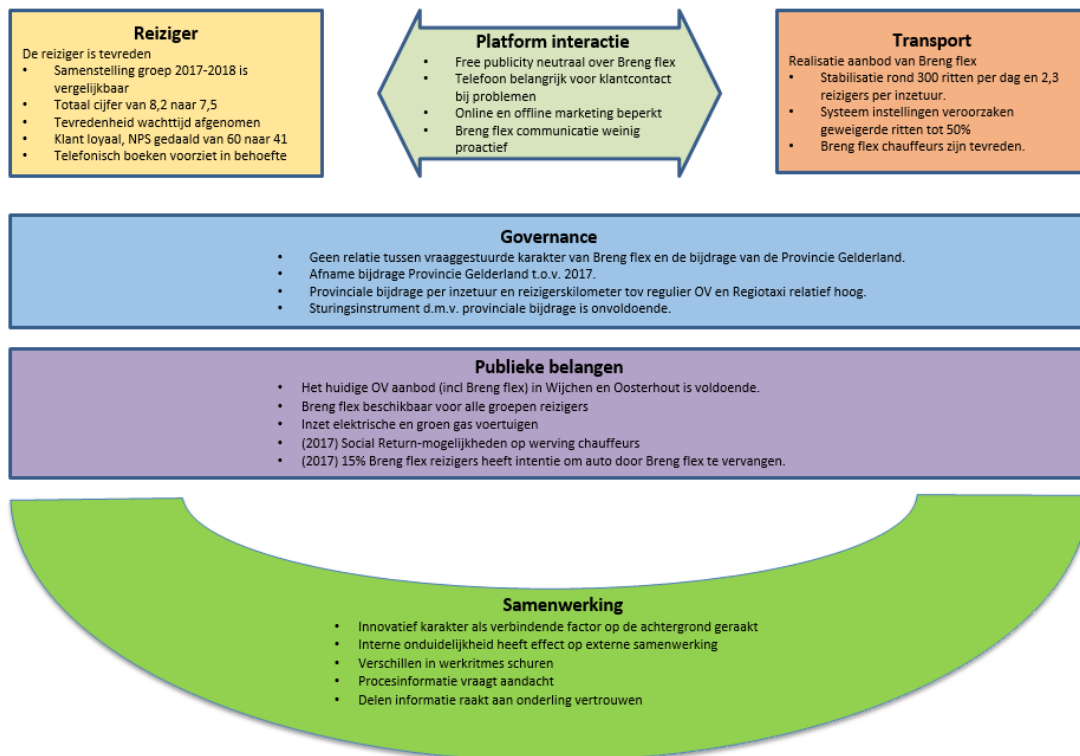 Reiziger
De reiziger is tevreden
• Samenstelling groep 2017-2018 is
vergelijkbaar
• Totaal cijfer van 8,2 naar 7,5
• Tevredenheid wachttijd afgenomen
• Klant loyaal, NPS gedaald van 60 naar 41
• Telefonisch boeken voorziet in behoefte
Platform interactie
• Free publicity neutraal over Breng flex
• Telefoon belangrijk voor klantcontact
bij problemen
• Online en offline marketing beperkt
• Breng flex communicatie weinig
proactief
Transport
Realisatie aanbod van Breng flex
• Stabilisatie rond 300 ritten per dag en 2,3
reizigers per inzetuur.
• Systeem instellingen veroorzaken
geweigerde ritten tot 50%
• Breng flex chauffeurs zijn tevreden.
Governance
• Geen relatie tussen vraaggestuurde karakter van Breng flex en de bijdrage van de Provincie Gelderland.
• Afname bijdrage Provincie Gelderland t.o.v. 2017.
• Provinciale bijdrage per inzetuur en reizigerskilometer tov regulier OV en Regiotaxi relatief hoog.
• Sturingsinstrument d.m.v. provinciale bijdrage is onvoldoende.
Publieke belangen
• Het huidige OV aanbod (incl Breng flex) in Wijchen en Oosterhout is voldoende.
• Breng flex beschikbaar voor alle groepen reizigers
• Inzet elektrische en groen gas voertuigen
• (2017) Social Return-mogelijkheden op werving chauffeurs
• (2017) 15% Breng flex reizigers heeft intentie om auto door Breng flex te vervangen.
Samenwerking
• Innovatief karakter als verbindende factor op de achtergrond geraakt
• Interne onduidelijkheid heeft effect op externe samenwerking
• Verschillen in werkritmes schuren
• Procesinformatie vraagt aandacht
• Delen informatie raakt aan onderling vertrouwen